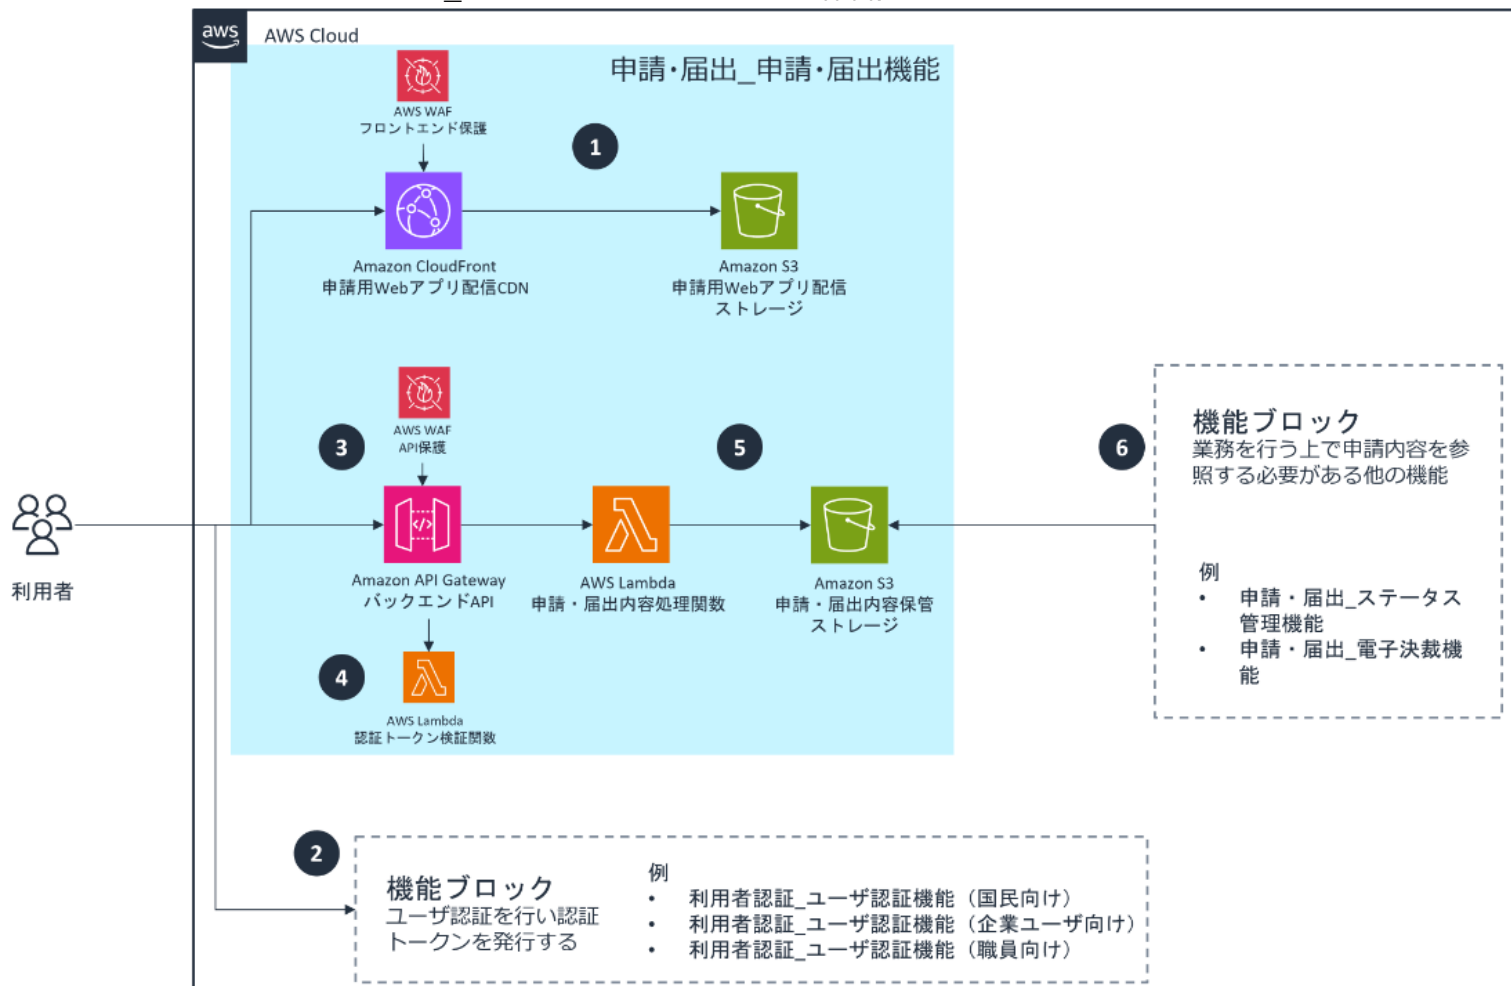 aws
AWS Cloud
申請・届出_申請・届出機能
AWS WAF
フロントエンド保護
1
Amazon CloudFront
申請用Webアプリ配信CDN
Amazon S3
申請用Webアプリ配信
ストレージ
AWS WAF
API保護
3
5
6
機能ブロック
業務を行う上で申請内容を参
照する必要がある他の機能
例
• 申請・届出_ステータス
管理機能
• 申請・届出_電子決裁機
能
利用者
Amazon API Gateway
バックエンドAPI
AWS Lambda
申請・届出内容処理関数
Amazon S3
申請・届出内容保管
ストレージ
4
AWS Lambda
認証トークン検証関数
2
機能ブロック
ユーザ認証を行い認証
トークンを発行する
例
• 利用者認証_ユーザ認証機能（国民向け）
• 利用者認証_ユーザ認証機能（企業ユーザ向け）
• 利用者認証_ユーザ認証機能（職員向け）